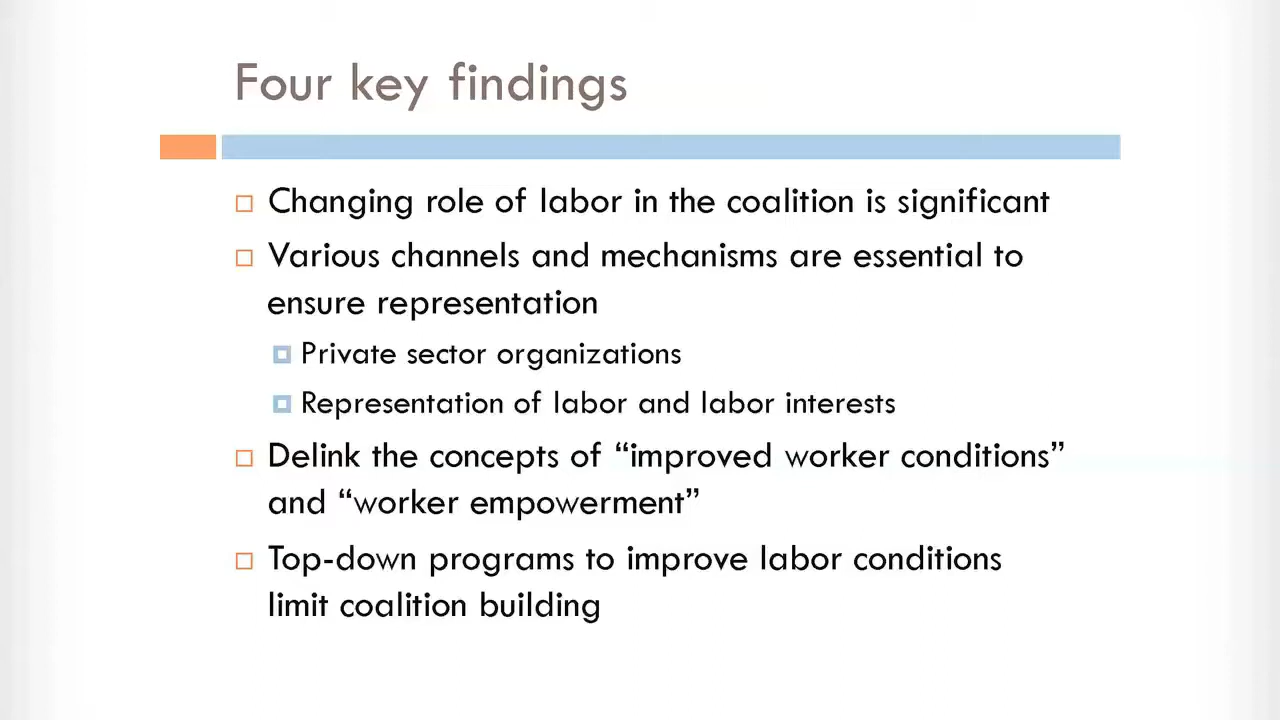 Four key findings
Changing role of labor in the coalition is significant
Various channels and mechanisms are essential to
ensure representation
Private sector organizations
Representation of labor and labor interests
Delink the concepts of “improved worker conditions”
and “worker empowerment”
Top-down programs to improve labor conditions
limit coalition building